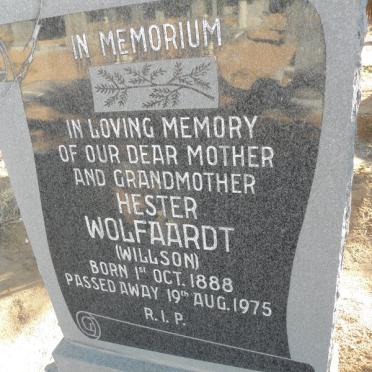 IN MEMORIUM
IN LOVING MEMORY
OF OUR DEAR MOTHER
AND GRANDMOTHER
HESTER
WOLFAARDT
(WILLSON)
BORN 1ST OCT. 1888
PASSED AWAY 19TH AUG. 1975
R.I.P.
G